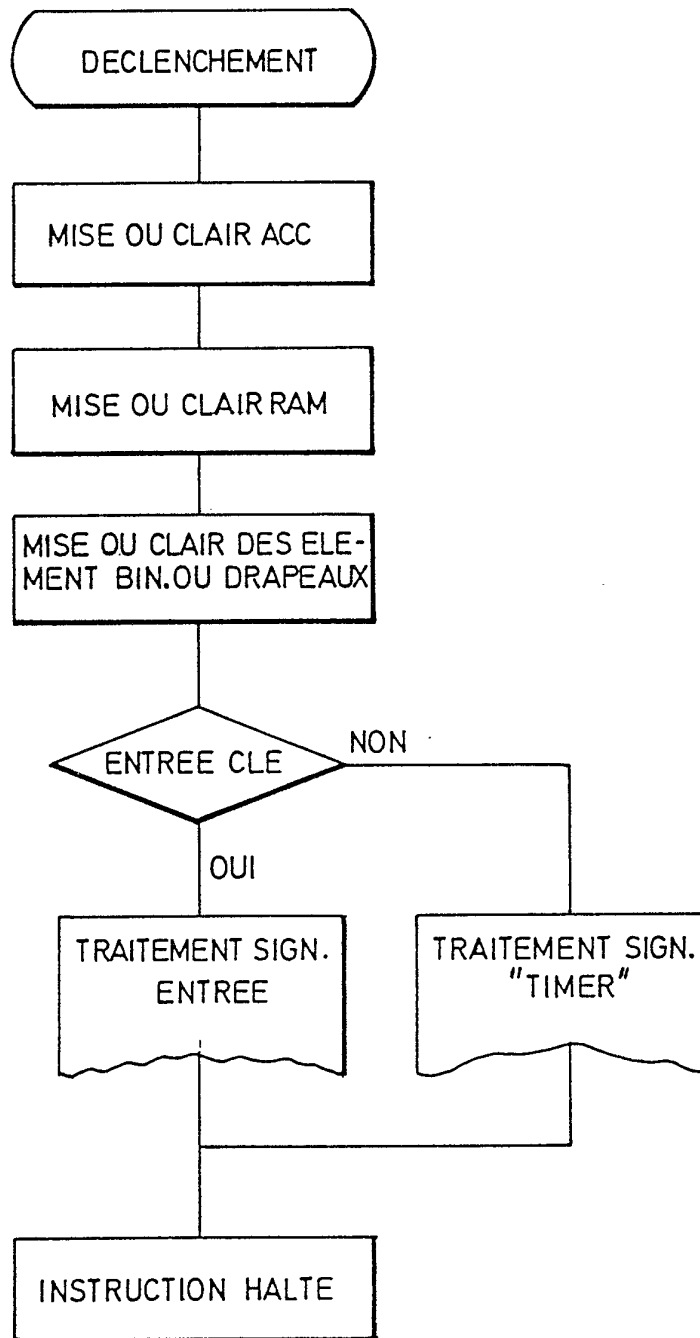 DECLENCHEMENT
MISE OU CLAIR ACC
MISE OU CLAIR RAM
MISE OU CLAIR DES ELE-
MENT BIN. OU DRAPEAUX
ENTREE CLE
NON
OUI
TRAITEMENT SIGN.
ENTREE
TRAITEMENT SIGN.
"TIMER"
INSTRUCTION HALTE